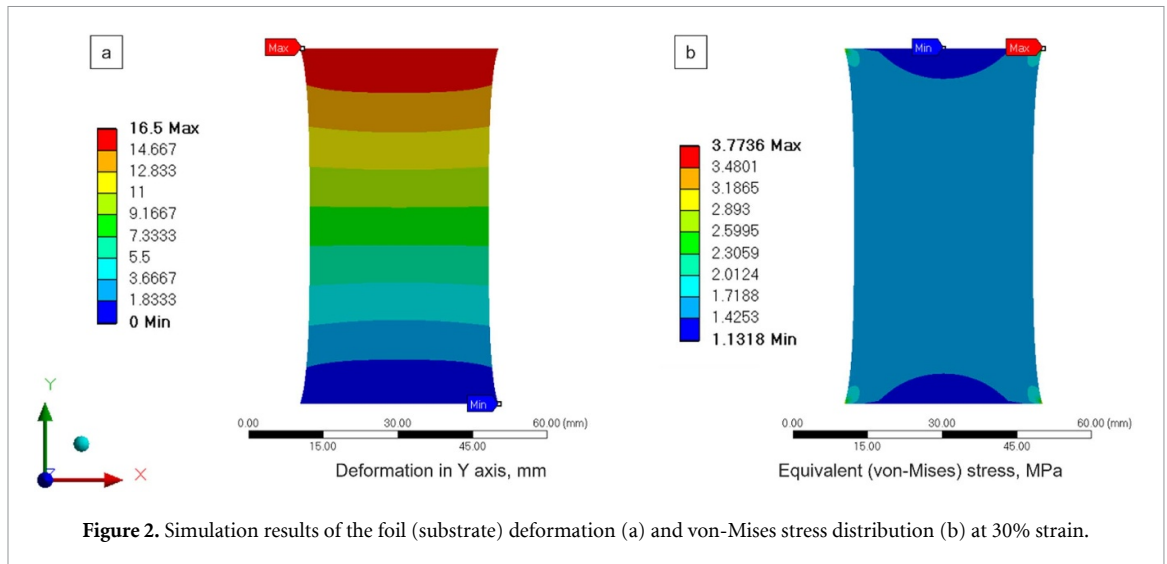 a
Max
16.5 Max
14.667
12.833
11
9.1667
7.3333
5.5
3.6667
1.8333
0 Min
Min
Y
X
Z
0.00 30.00 60.00 (mm)
15.00 45.00
Deformation in Y axis, mm
b
Min
Max
3.7736 Max
3.4801
3.1865
2.893
2.5995
2.3059
2.0124
1.7188
1.4253
1.1318 Min
0.00 30.00 60.00 (mm)
15.00 45.00
Equivalent (von-Mises) stress, MPa
Figure 2. Simulation results of the foil (substrate) deformation (a) and von-Mises stress distribution (b) at 30% strain.